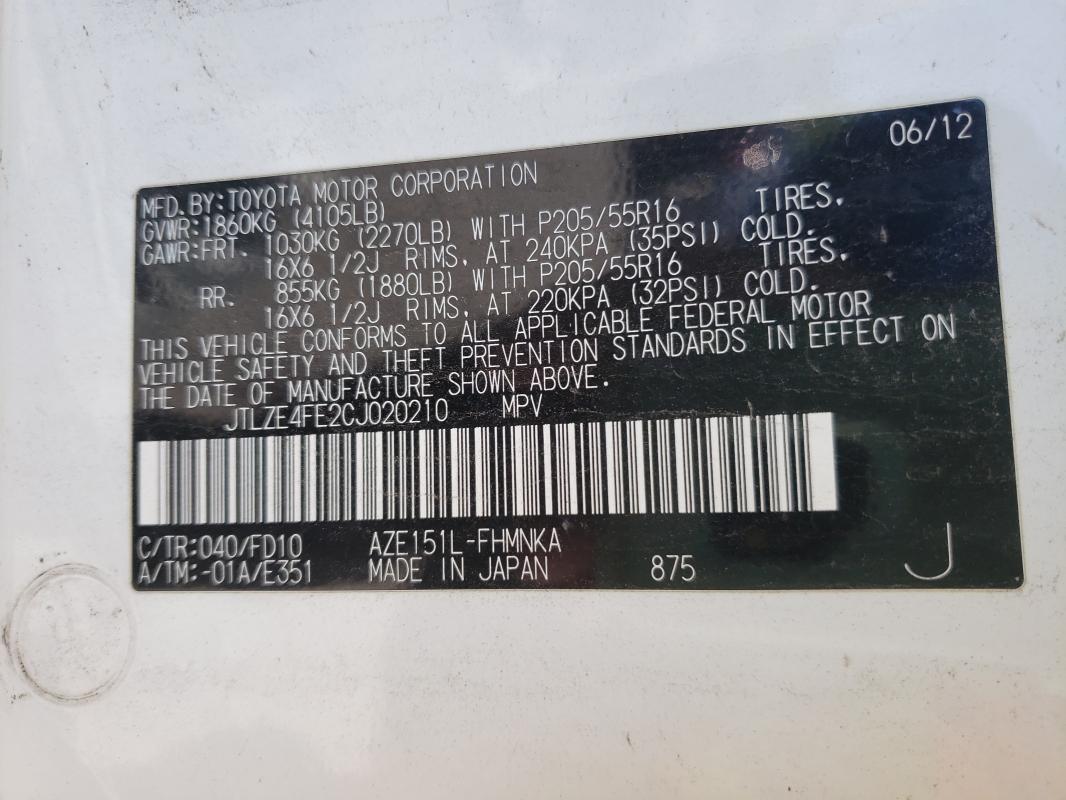 06/12
MFD.BY:TOYOTA MOTOR CORPORATION
GVWR:1860KG (4105LB)
GAWR:FRT. 1030KG (2270LB) WITH P205/55R16 TIRES,
16X6 1/2J RIMS, AT 240KPA (35PSI) COLD.
RR. 855KG (1880LB) WITH P205/55R16 TIRES,
16X6 1/2J RIMS, AT 220KPA (32PSI) COLD.
THIS VEHICLE CONFORMS TO ALL APPLICABLE FEDERAL MOTOR
VEHICLE SAFETY AND THEFT PREVENTION STANDARDS IN EFFECT ON
THE DATE OF MANUFACTURE SHOWN ABOVE.
JTLZE4FE2CJ020210 MPV
C/TR:040/FD10 AZE151L-FHMNKA
A/TM:-01A/E351 MADE IN JAPAN 875 J